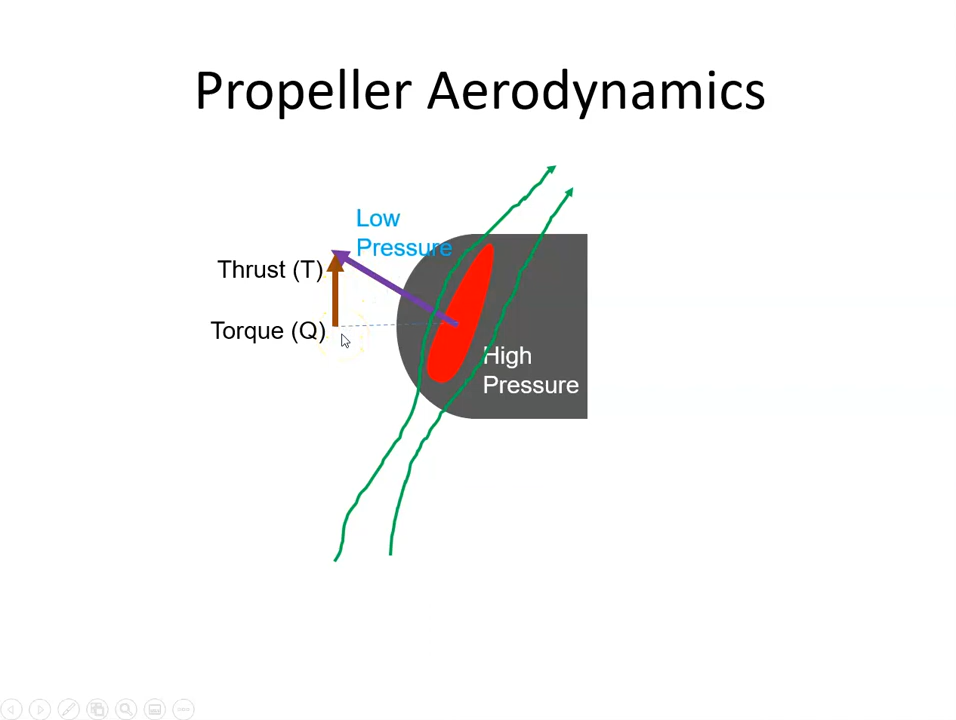 Propeller Aerodynamics
Low
Pressure
Thrust (T)
Torque (Q)
High
Pressure